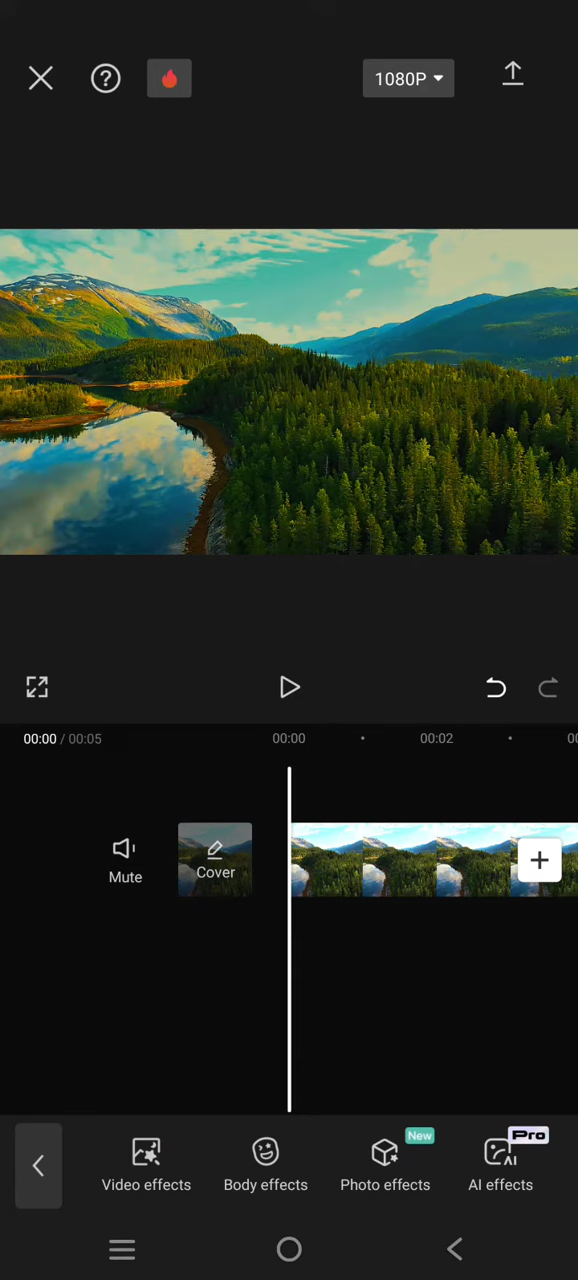 1080P
00:00 / 00:05
00:00
00:02
Mute
Cover
New
Pro
AI
Video effects
Body effects
Photo effects
AI effects